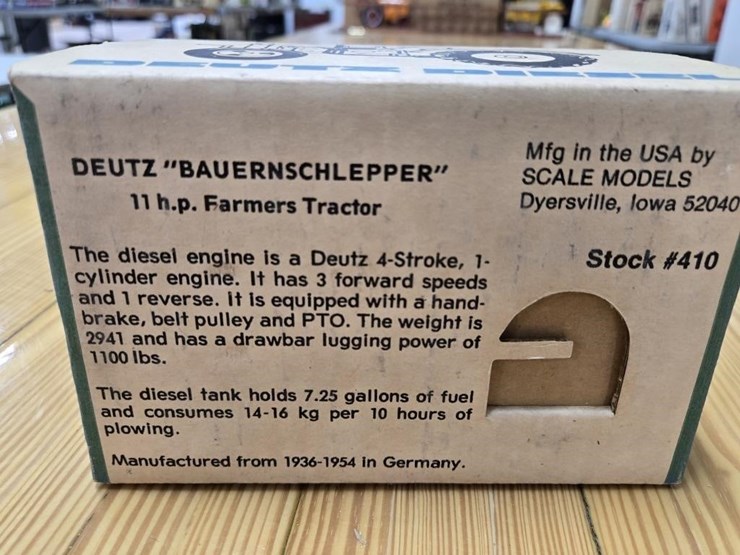 DEUTZ DIESEL
DEUTZ "BAUERNSCHLEPPER"
11 h.p. Farmers Tractor
The diesel engine is a Deutz 4-Stroke, 1-
cylinder engine. It has 3 forward speeds
and 1 reverse. It is equipped with a hand-
brake, belt pulley and PTO. The weight is
2941 and has a drawbar lugging power of
1100 lbs.
The diesel tank holds 7.25 gallons of fuel
and consumes 14-16 kg per 10 hours of
plowing.
Manufactured from 1936-1954 in Germany.
Mfg in the USA by
SCALE MODELS
Dyersville, Iowa 52040
Stock #410